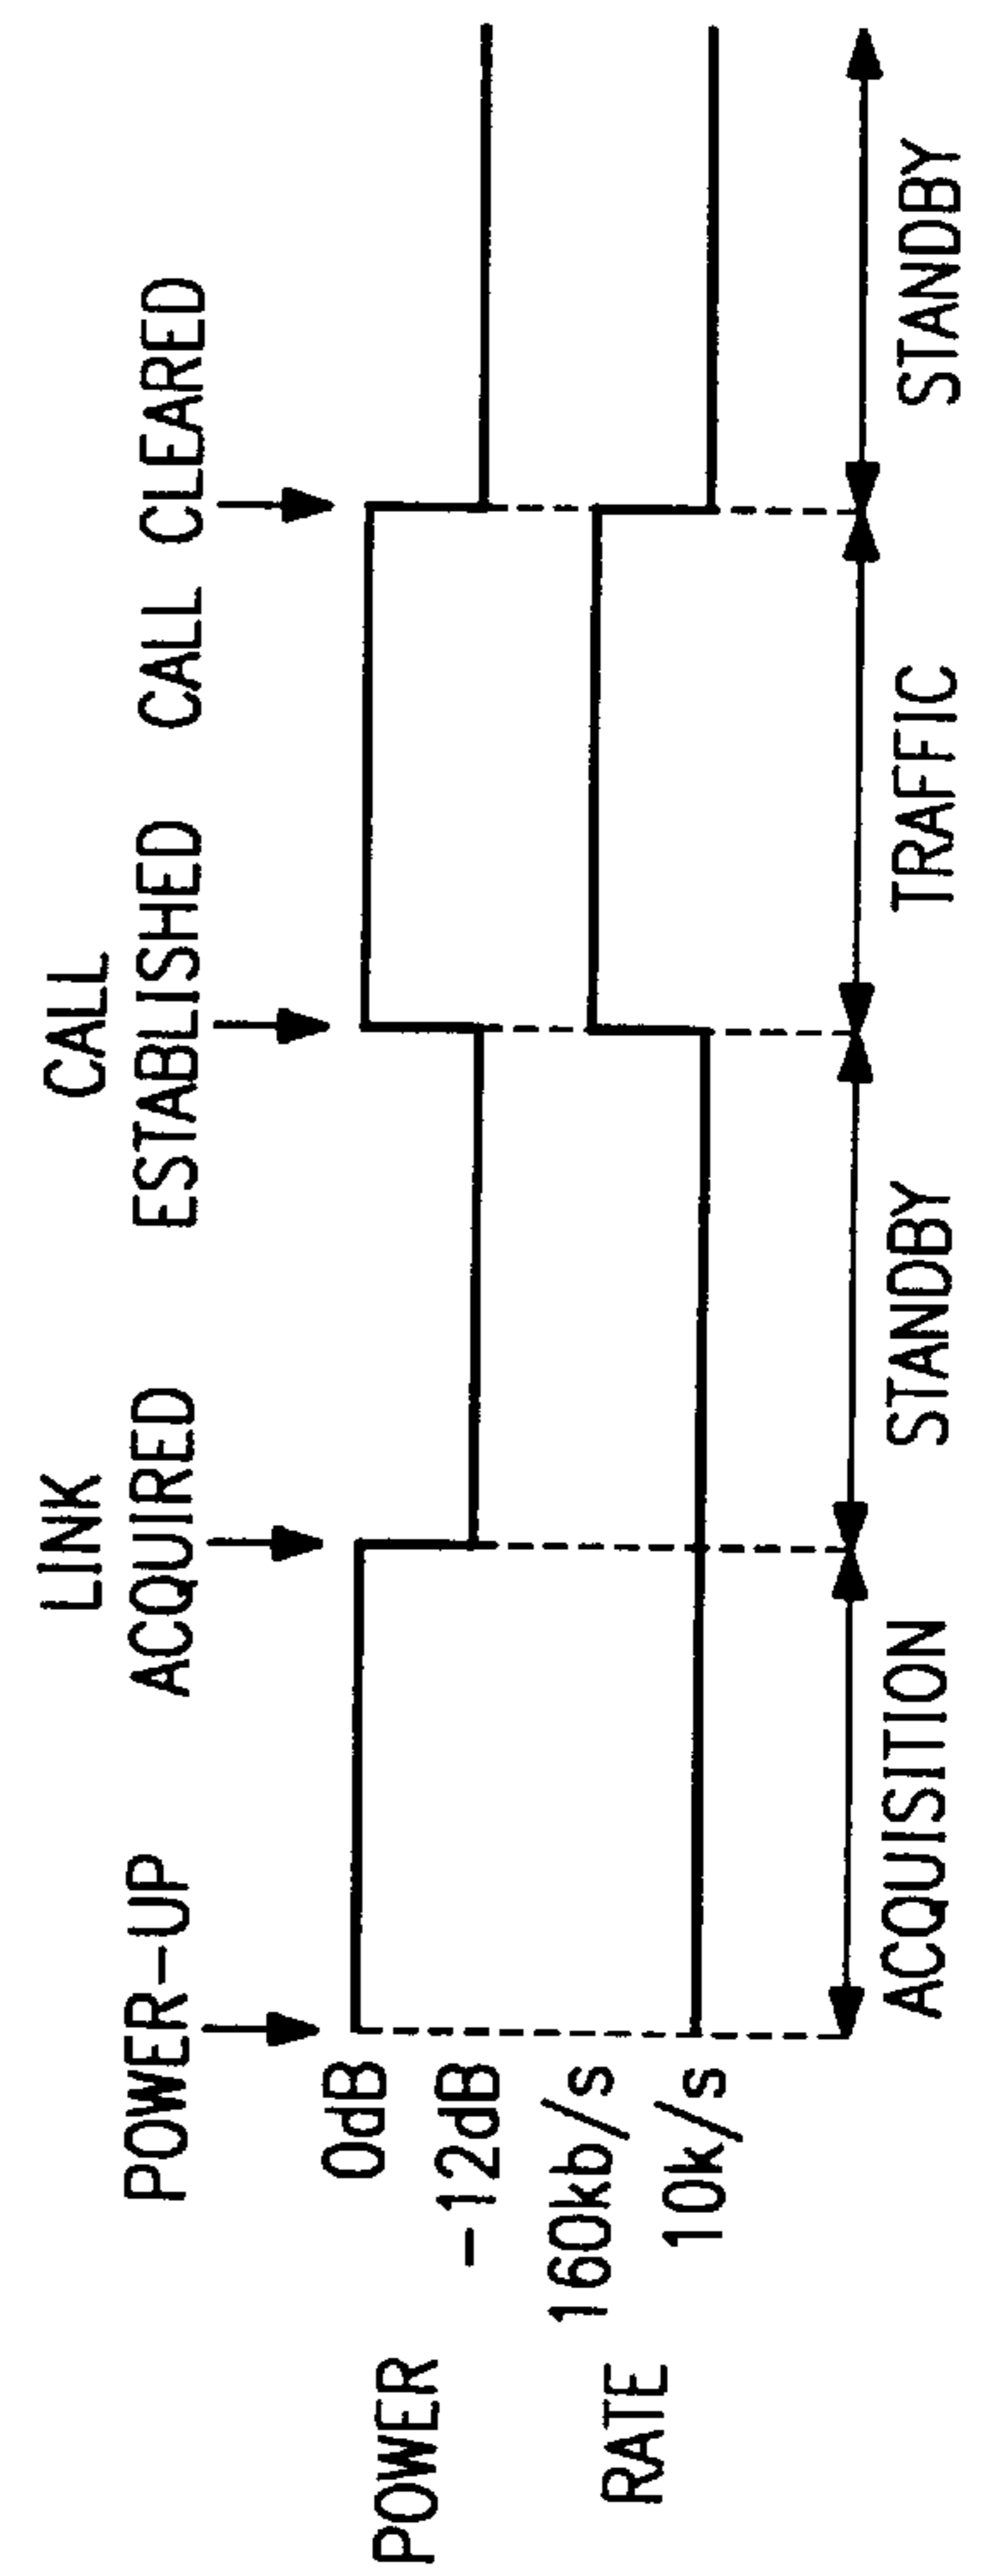 POWER-UP
LINK
ACQUIRED
CALL
ESTABLISHED
CALL CLEARED
POWER
0dB
-12dB
RATE
160kb/s
10k/s
ACQUISITION
STANDBY
TRAFFIC
STANDBY